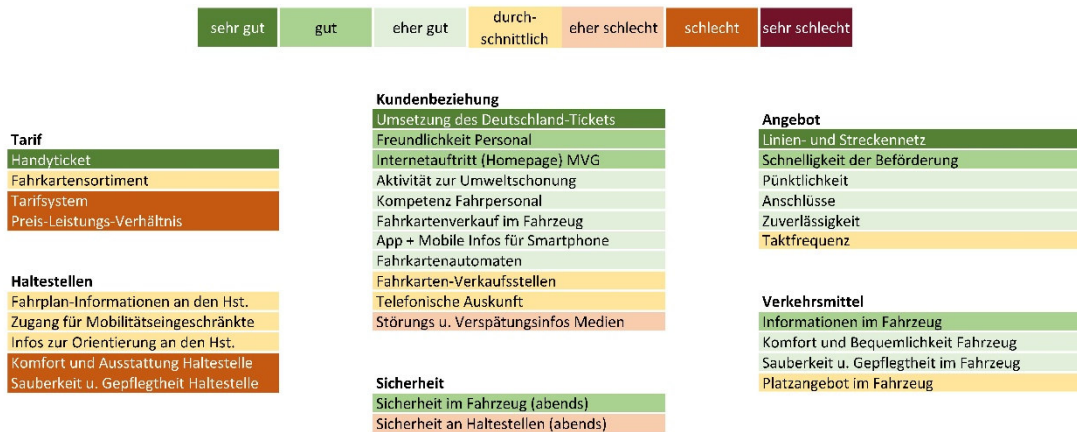 sehr gut
gut
eher gut
durch-
schnittlich
eher schlecht
schlecht
sehr schlecht
Tarif
Handyticket
Fahrkartensortiment
Tarifsystem
Preis-Leistungs-Verhältnis
Haltestellen
Fahrplan-Informationen an den Hst.
Zugang für Mobilitätseingeschränkte
Infos zur Orientierung an den Hst.
Komfort und Ausstattung Haltestelle
Sauberkeit u. Gepflegtheit Haltestelle
Kundenbeziehung
Umsetzung des Deutschland-Tickets
Freundlichkeit Personal
Internetauftritt (Homepage) MVG
Aktivität zur Umweltschonung
Kompetenz Fahrpersonal
Fahrkartenverkauf im Fahrzeug
App + Mobile Infos für Smartphone
Fahrkartenautomaten
Fahrkarten-Verkaufsstellen
Telefonische Auskunft
Störungs u. Verspätungsinfos Medien
Sicherheit
Sicherheit im Fahrzeug (abends)
Sicherheit an Haltestellen (abends)
Angebot
Linien- und Streckennetz
Schnelligkeit der Beförderung
Pünktlichkeit
Anschlüsse
Zuverlässigkeit
Taktfrequenz
Verkehrsmittel
Informationen im Fahrzeug
Komfort und Bequemlichkeit Fahrzeug
Sauberkeit u. Gepflegtheit im Fahrzeug
Platzangebot im Fahrzeug